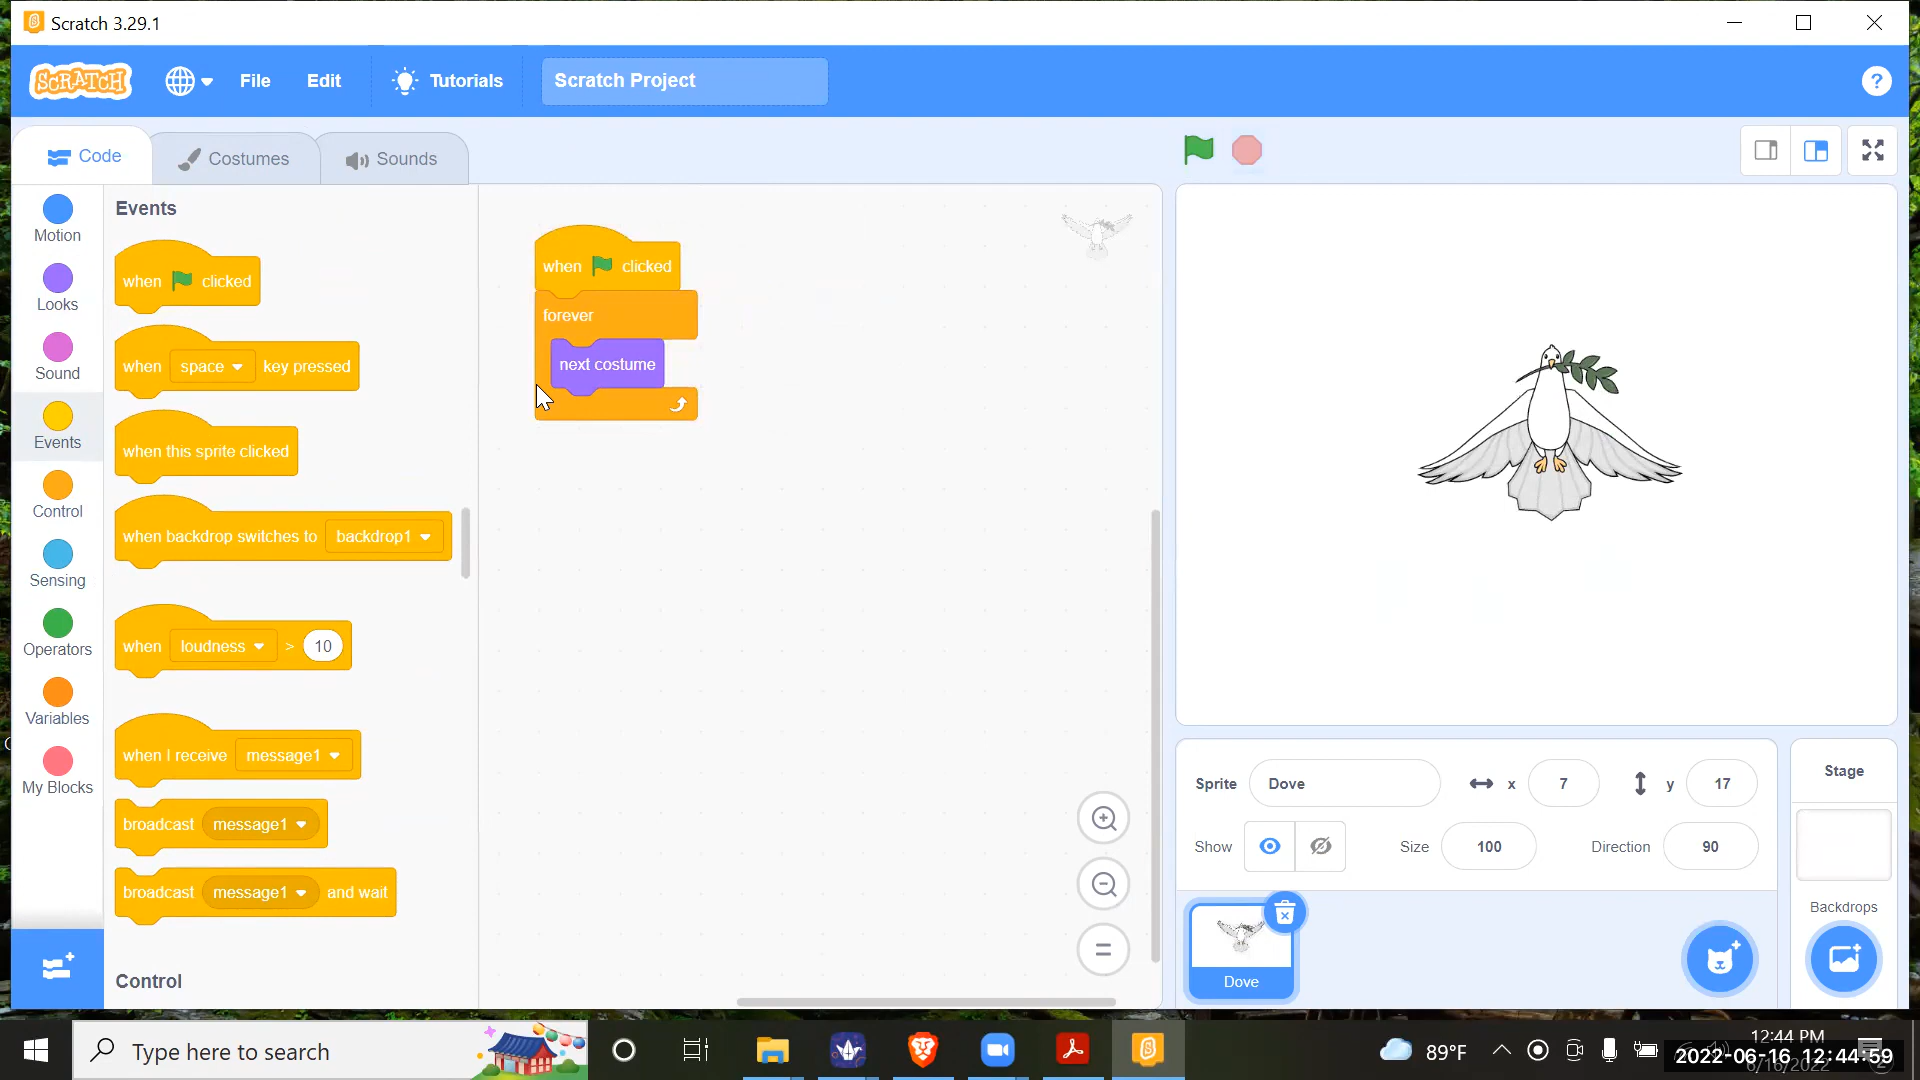 Scratch 3.29.1
SCRATCH
File
Edit
Tutorials
Scratch Project
?
Code
Costumes
Sounds
Motion
Looks
Sound
Events
Control
Sensing
Operators
Variables
My Blocks
Events
when clicked
when space key pressed
when this sprite clicked
when backdrop switches to backdrop1
when loudness > 10
when I receive message1
broadcast message1
broadcast message1 and wait
Control
when clicked
forever
next costume
Sprite Dove x 7 y 17
Show Size 100 Direction 90
Dove
Stage
Backdrops
Type here to search
89°F
12:44 PM
6/16/2022
2022-06-16 12:44:59